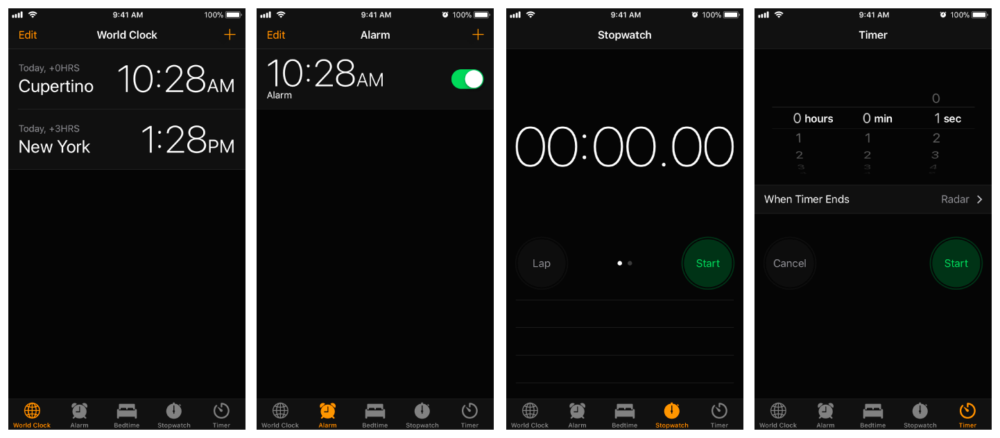 9:41 AM 100%
Edit World Clock +
Today, +0HRS
Cupertino 10:28AM
Today, +3HRS
New York 1:28PM
World Clock Alarm Bedtime Stopwatch Timer
9:41 AM 100%
Edit Alarm +
10:28AM
Alarm
World Clock Alarm Bedtime Stopwatch Timer
9:41 AM 100%
Stopwatch
00:00.00
Lap Start
World Clock Alarm Bedtime Stopwatch Timer
9:41 AM 100%
Timer
0
0 hours 0 min 1 sec
1 1 2
2 2 3
3 3 4
When Timer Ends Radar
Cancel Start
World Clock Alarm Bedtime Stopwatch Timer